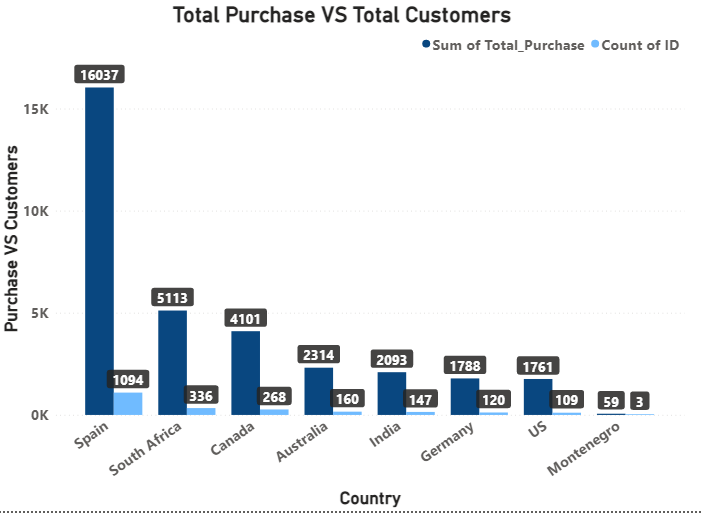 Total Purchase VS Total Customers
Sum of Total_Purchase Count of ID
Purchase VS Customers
15K
10K
5K
0K
16037
1094
5113
336
4101
268
2314
160
2093
147
1788
120
1761
109
59
3
Spain
South Africa
Canada
Australia
India
Germany
US
Montenegro
Country